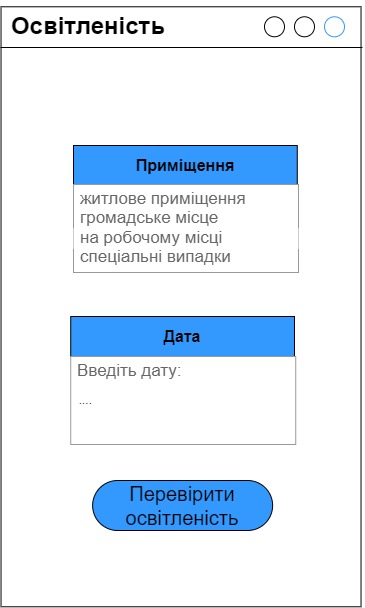 Освітленість
Приміщення
житлове приміщення
громадське місце
на робочому місці
спеціальні випадки
Дата
Введіть дату:
....
Перевірити
освітленість